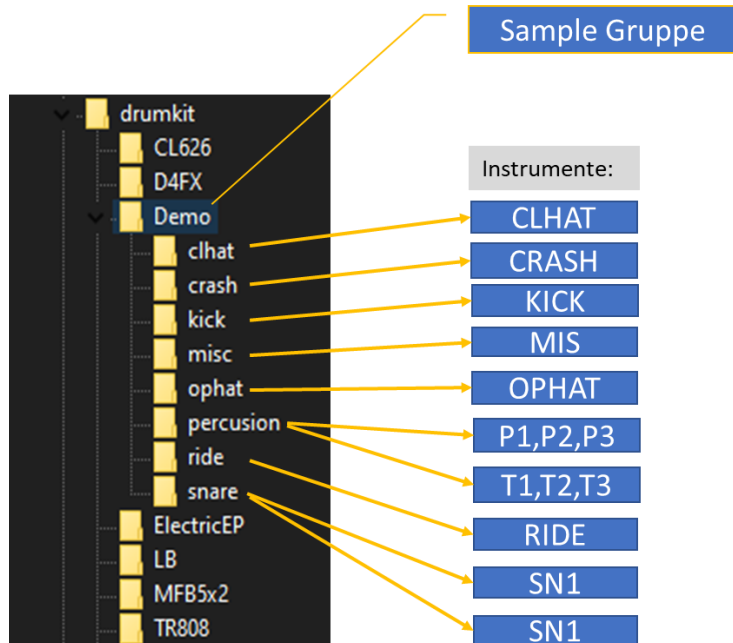 Sample Gruppe
drumkit
CL626
D4FX
Demo
clhat
crash
kick
misc
ophat
percusion
ride
snare
ElectricEP
LB
MFB5x2
TR808
Instrumente:
CLHAT
CRASH
KICK
MIS
OPHAT
P1,P2,P3
T1,T2,T3
RIDE
SN1
SN1